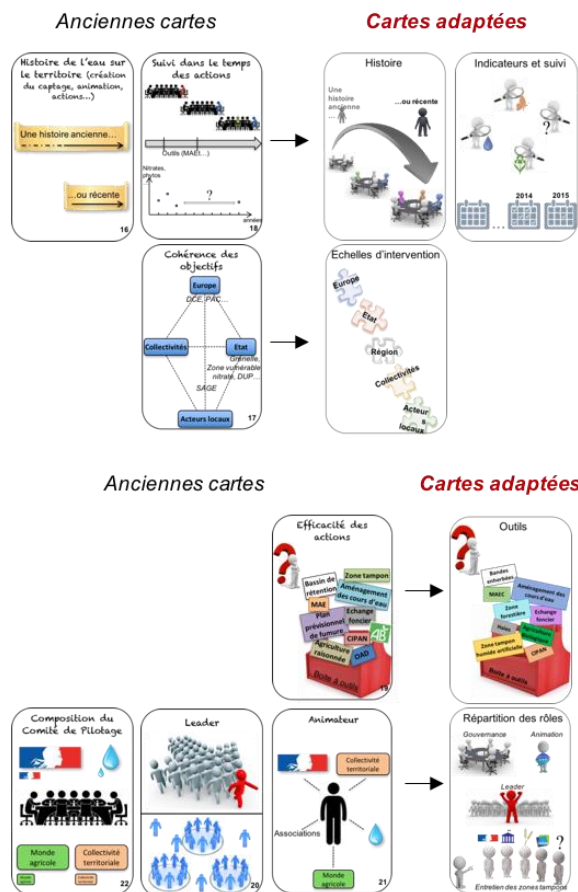 Anciennes cartes
Cartes adaptées
Histoire de l'eau sur
le territoire (création
du captage, animation,
actions...)
Une histoire ancienne...
...ou récente
16
Suivi dans le temps
des actions
Outils (MAEt...)
Nitrates,
phytos
?
années
18
Histoire
Une
histoire
ancienne
...
...ou récente
Indicateurs et suivi
?
2014
2015
...
Cohérence des
objectifs
Europe
DCE, PAC...
Collectivités
Etat
Grenelle,
Zone vulnérable
nitrate, DUP...
SAGE
Acteurs locaux
17
Echelles d'intervention
Europe
Etat
Région
Collectivités
Acteur
s
locaux
Anciennes cartes
Cartes adaptées
Efficacité des
actions
?
Bassin de
rétention
Zone tampon
Aménagement
des cours d'eau
MAE
Plan
prévisionnel
de fumure
Echange
foncier
CIPAN
AB
Agriculture
raisonnée
OAD
Boîte à outils
19
Outils
?
Bandes
enherbées
MAEC
Aménagement des
cours d'eau
Zone
forestière
Echange
foncier
Haies
Agriculture
biologique
Zone tampon
humide artificielle
CIPAN
Boîte à outils
Composition du
Comité de Pilotage
Monde
agricole
Collectivité
territoriale
22
Leader
20
Animateur
Collectivité
territoriale
Associations
Monde
agricole
21
Répartition des rôles
Gouvernance
Animation
Leader
?
Entretien des zones tampons